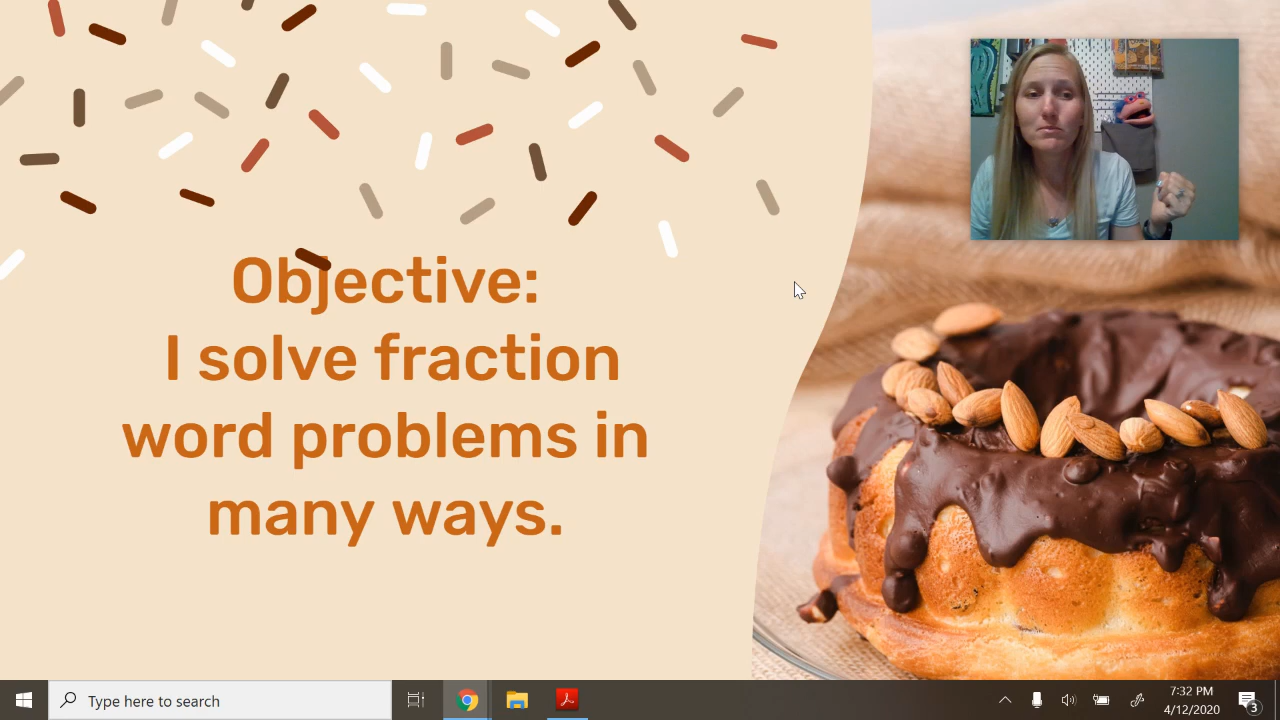 Objective:
I solve fraction
word problems in
many ways.
Type here to search
7:32 PM
4/12/2020
3